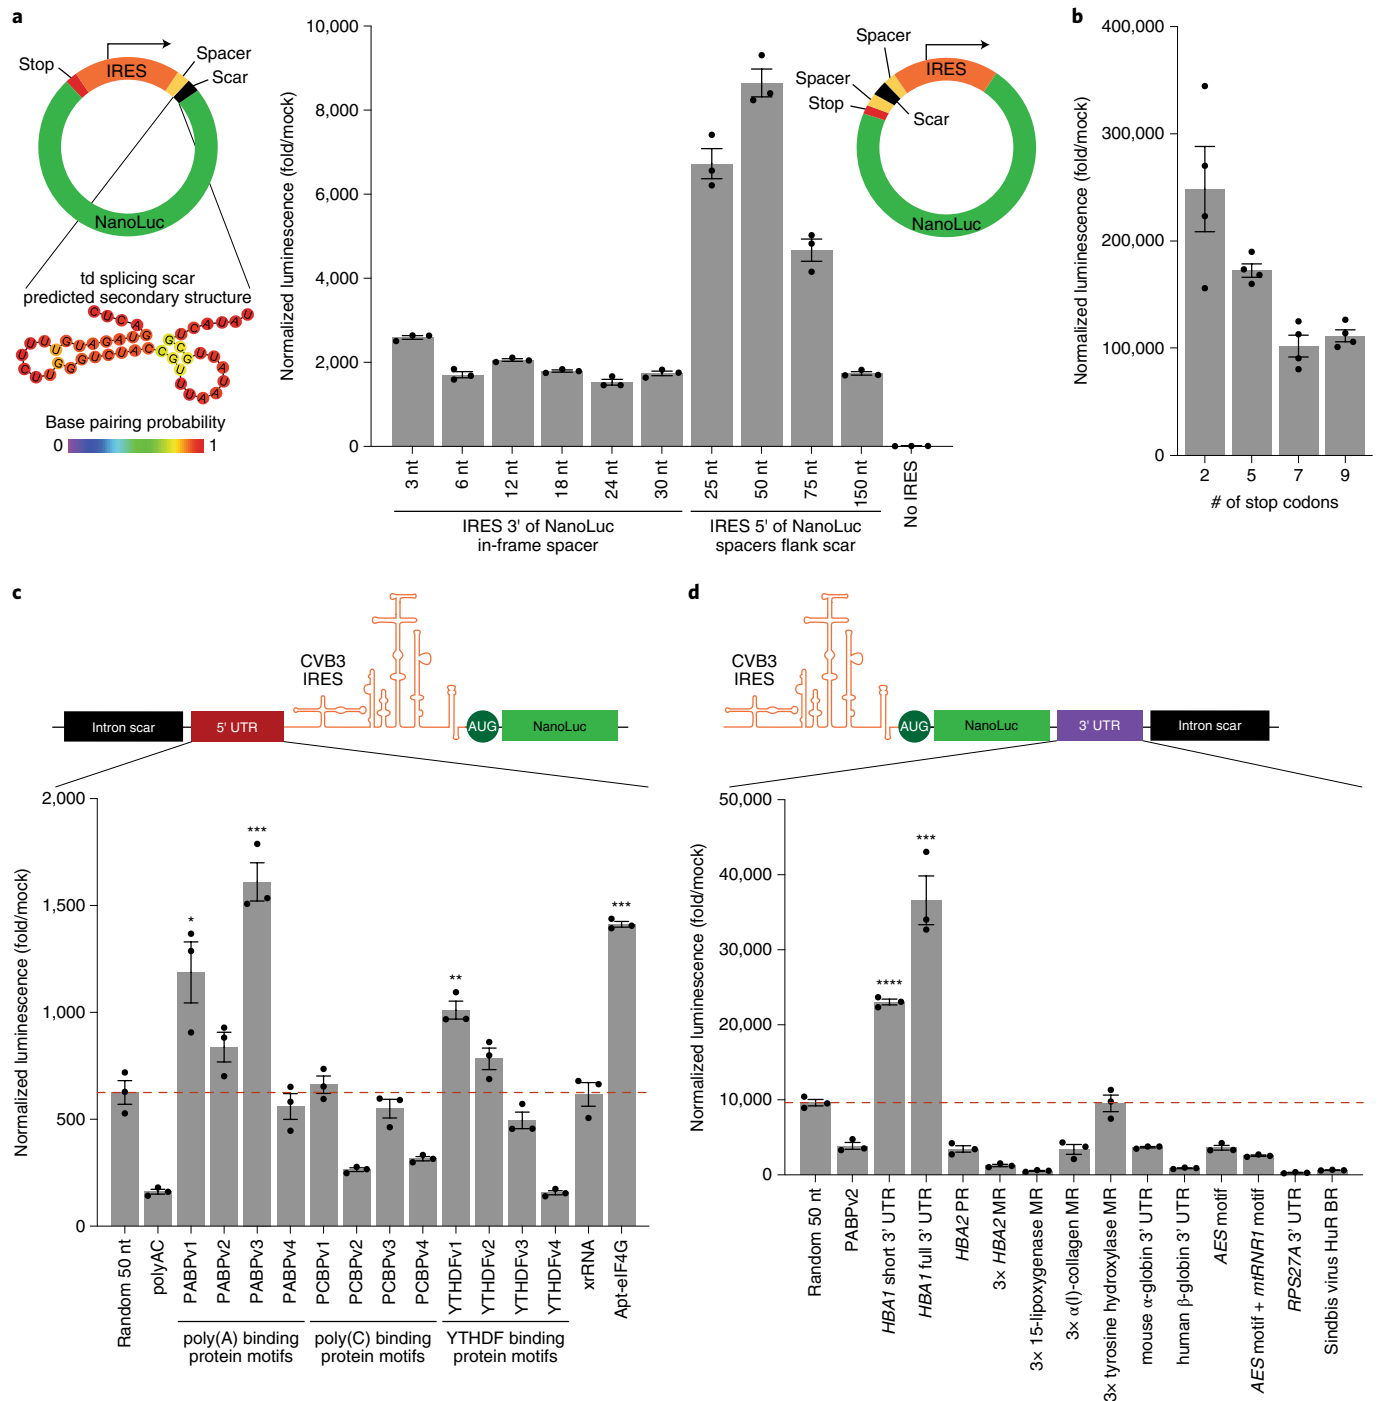 a
Stop
IRES
Spacer
Scar
NanoLuc
td splicing scar
predicted secondary structure
Base pairing probability
0
1
Normalized luminescence (fold/mock)
10,000
8,000
6,000
4,000
2,000
0
3 nt
6 nt
12 nt
18 nt
24 nt
30 nt
25 nt
50 nt
75 nt
150 nt
No IRES
IRES 3' of NanoLuc
in-frame spacer
IRES 5' of NanoLuc
spacers flank scar
Spacer
Spacer
Stop
IRES
Scar
NanoLuc
b
Normalized luminescence (fold/mock)
400,000
300,000
200,000
100,000
0
2
5
7
9
# of stop codons
c
CVB3
IRES
Intron scar
5' UTR
AUG
NanoLuc
Normalized luminescence (fold/mock)
2,000
1,500
1,000
500
0
*
***
**
***
Random 50 nt
polyAC
PABPv1
PABPv2
PABPv3
PABPv4
PCBPv1
PCBPv2
PCBPv3
PCBPv4
YTHDFv1
YTHDFv2
YTHDFv3
YTHDFv4
xrRNA
Apt-eIF4G
poly(A) binding
protein motifs
poly(C) binding
protein motifs
YTHDF binding
protein motifs
d
CVB3
IRES
AUG
NanoLuc
3' UTR
Intron scar
Normalized luminescence (fold/mock)
50,000
40,000
30,000
20,000
10,000
0
****
***
Random 50 nt
PABPv2
HBA1 short 3' UTR
HBA1 full 3' UTR
HBA2 PR
3× HBA2 MR
3× 15-lipoxygenase MR
3× α(I)-collagen MR
3× tyrosine hydroxylase MR
mouse α-globin 3' UTR
human β-globin 3' UTR
AES motif
AES motif + mtRNR1 motif
RPS27A 3' UTR
Sindbis virus HuR BR